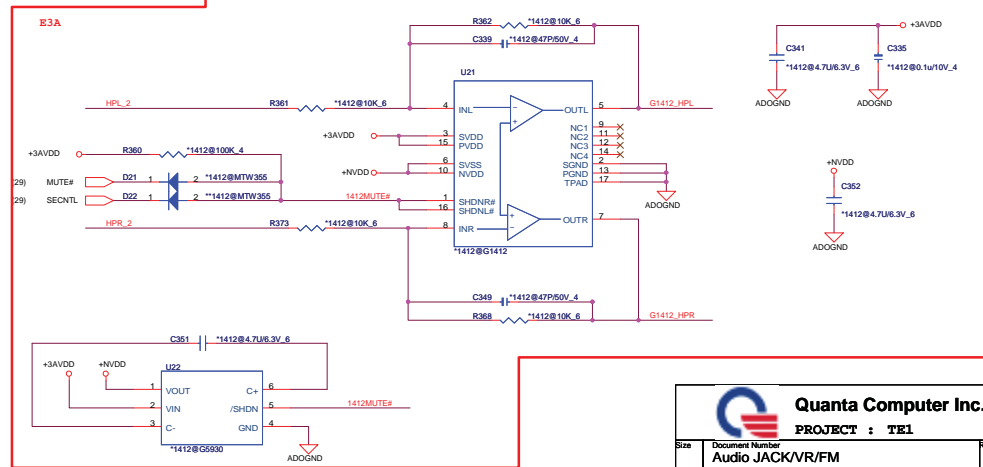 E3A
R362 *1412@10K_6
C339 *1412@47P/50V_4
U21
HPL_2 R361 *1412@10K_6 4 INL OUTL 5 G1412_HPL
+3AVDD 3 SVDD
15 PVDD
NC1 9
NC2 11
NC3 12
NC4 14
+3AVDD R360 *1412@100K_4
+NVDD 6 SVSS
10 NVDD
SGND 2
PGND 13
TPAD 17
ADOGND
29) MUTE# D21 1 2 *1412@MTW355
29) SECNTL D22 1 2 **1412@MTW355
1412MUTE# 1 SHDNR#
16 SHDNL#
HPR_2 R373 *1412@10K_6 8 INR OUTR 7
*1412@G1412
C349 *1412@47P/50V_4
R368 *1412@10K_6 G1412_HPR
+3AVDD
C341 *1412@4.7U/6.3V_6
ADOGND
C335 *1412@0.1u/10V_4
ADOGND
+NVDD
C352
*1412@4.7U/6.3V_6
ADOGND
C351 *1412@4.7U/6.3V_6
+3AVDD +NVDD
U22
1 VOUT C+ 6
2 VIN /SHDN 5 1412MUTE#
3 C- GND 4
*1412@G5930
ADOGND
Quanta Computer Inc.
PROJECT : TE1
Size Document Number
Audio JACK/VR/FM